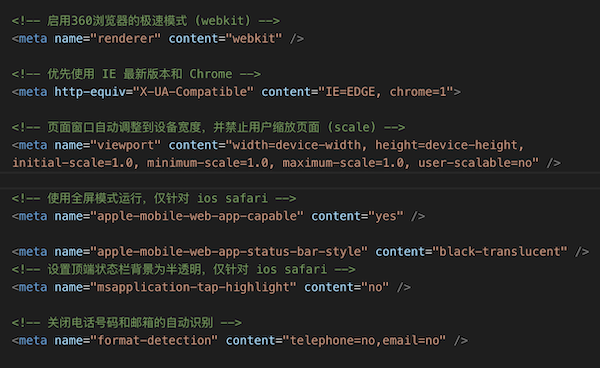 <!-- 启用360浏览器的极速模式 (webkit) -->
<meta name="renderer" content="webkit" />
<!-- 优先使用 IE 最新版本和 Chrome -->
<meta http-equiv="X-UA-Compatible" content="IE=EDGE, chrome=1">
<!-- 页面窗口自动调整到设备宽度，并禁止用户缩放页面 (scale) -->
<meta name="viewport" content="width=device-width, height=device-height,
initial-scale=1.0, minimum-scale=1.0, maximum-scale=1.0, user-scalable=no" />
<!-- 使用全屏模式运行，仅针对 ios safari -->
<meta name="apple-mobile-web-app-capable" content="yes" />
<meta name="apple-mobile-web-app-status-bar-style" content="black-translucent" />
<!-- 设置顶端状态栏背景为半透明，仅针对 ios safari -->
<meta name="msapplication-tap-highlight" content="no" />
<!-- 关闭电话号码和邮箱的自动识别 -->
<meta name="format-detection" content="telephone=no,email=no" />